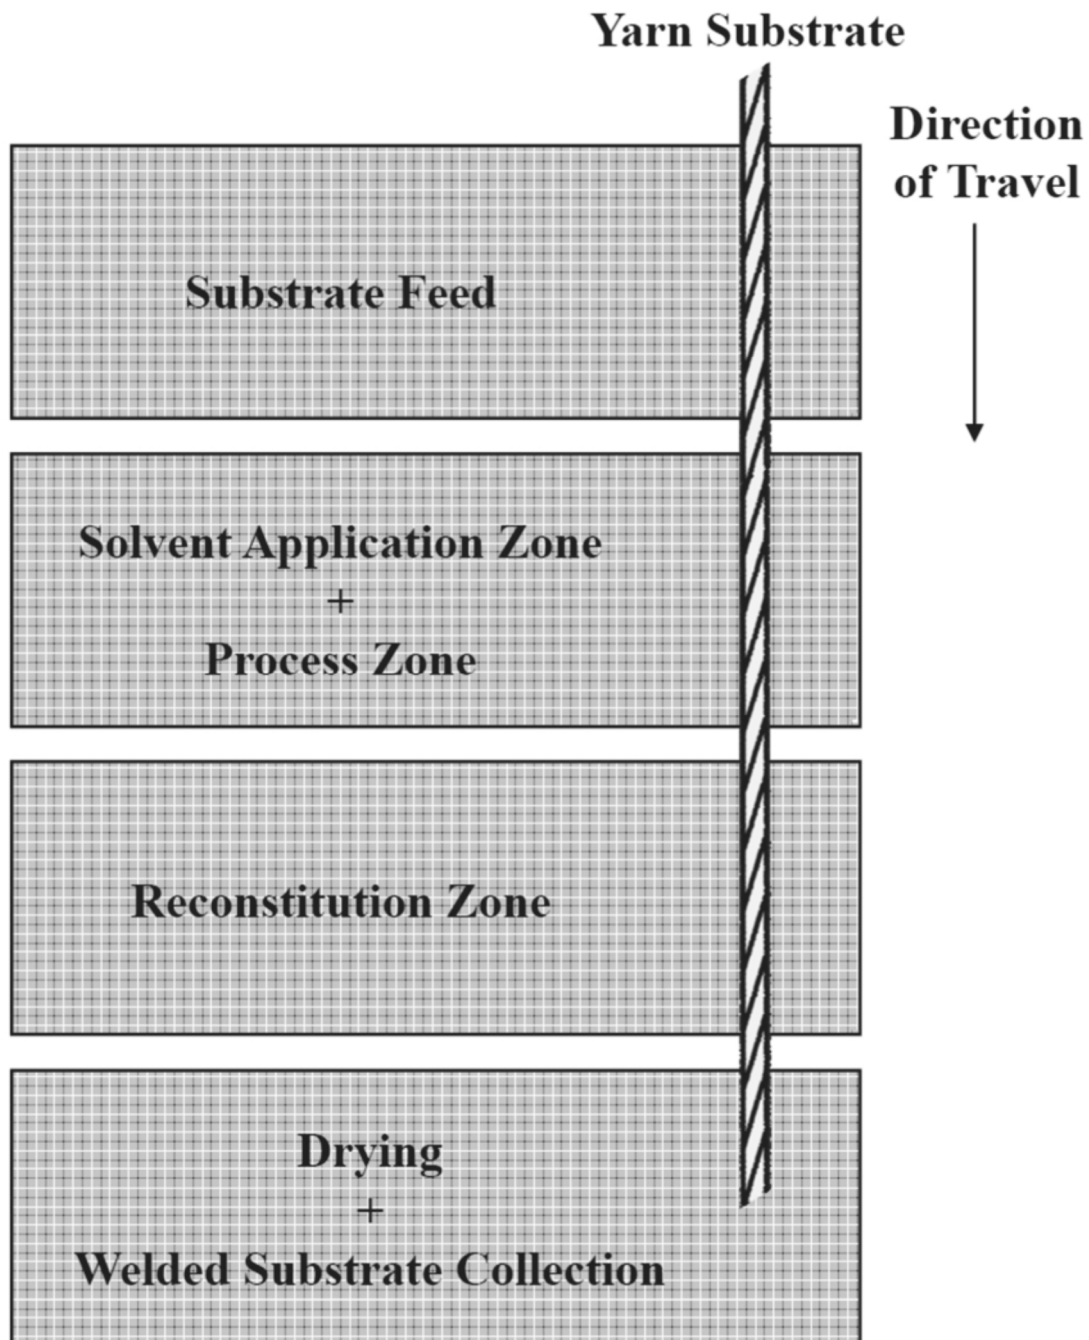 Yarn Substrate
Direction
of Travel
Substrate Feed
Solvent Application Zone
+
Process Zone
Reconstitution Zone
Drying
+
Welded Substrate Collection